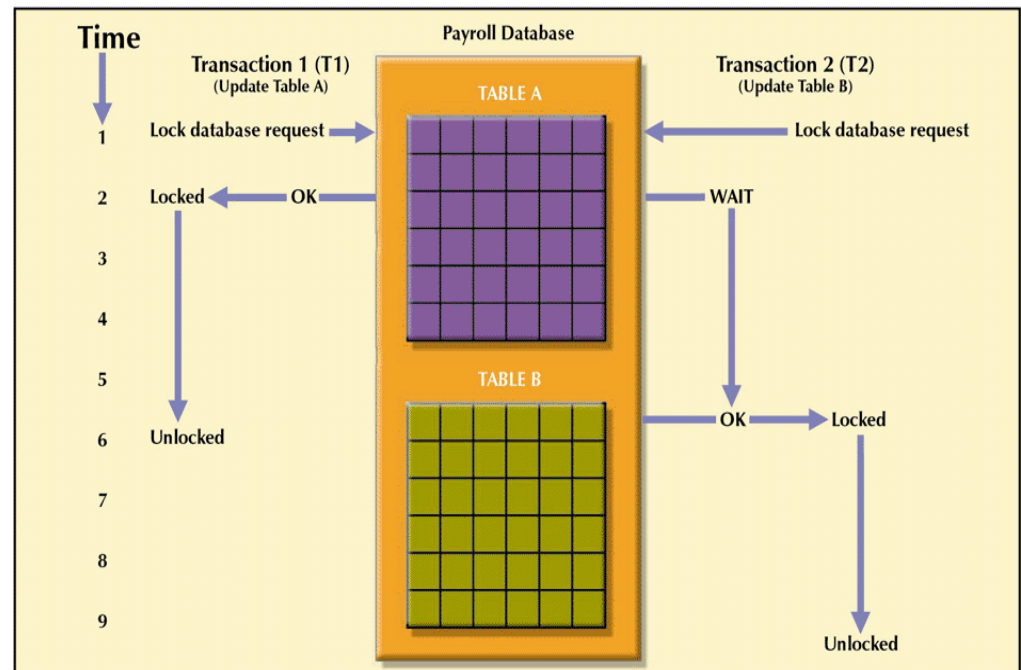 Time
Payroll Database
Transaction 1 (T1)
(Update Table A)
Transaction 2 (T2)
(Update Table B)
TABLE A
1
Lock database request
Lock database request
2
Locked
OK
WAIT
3
4
5
TABLE B
OK
Locked
6
Unlocked
7
8
9
Unlocked